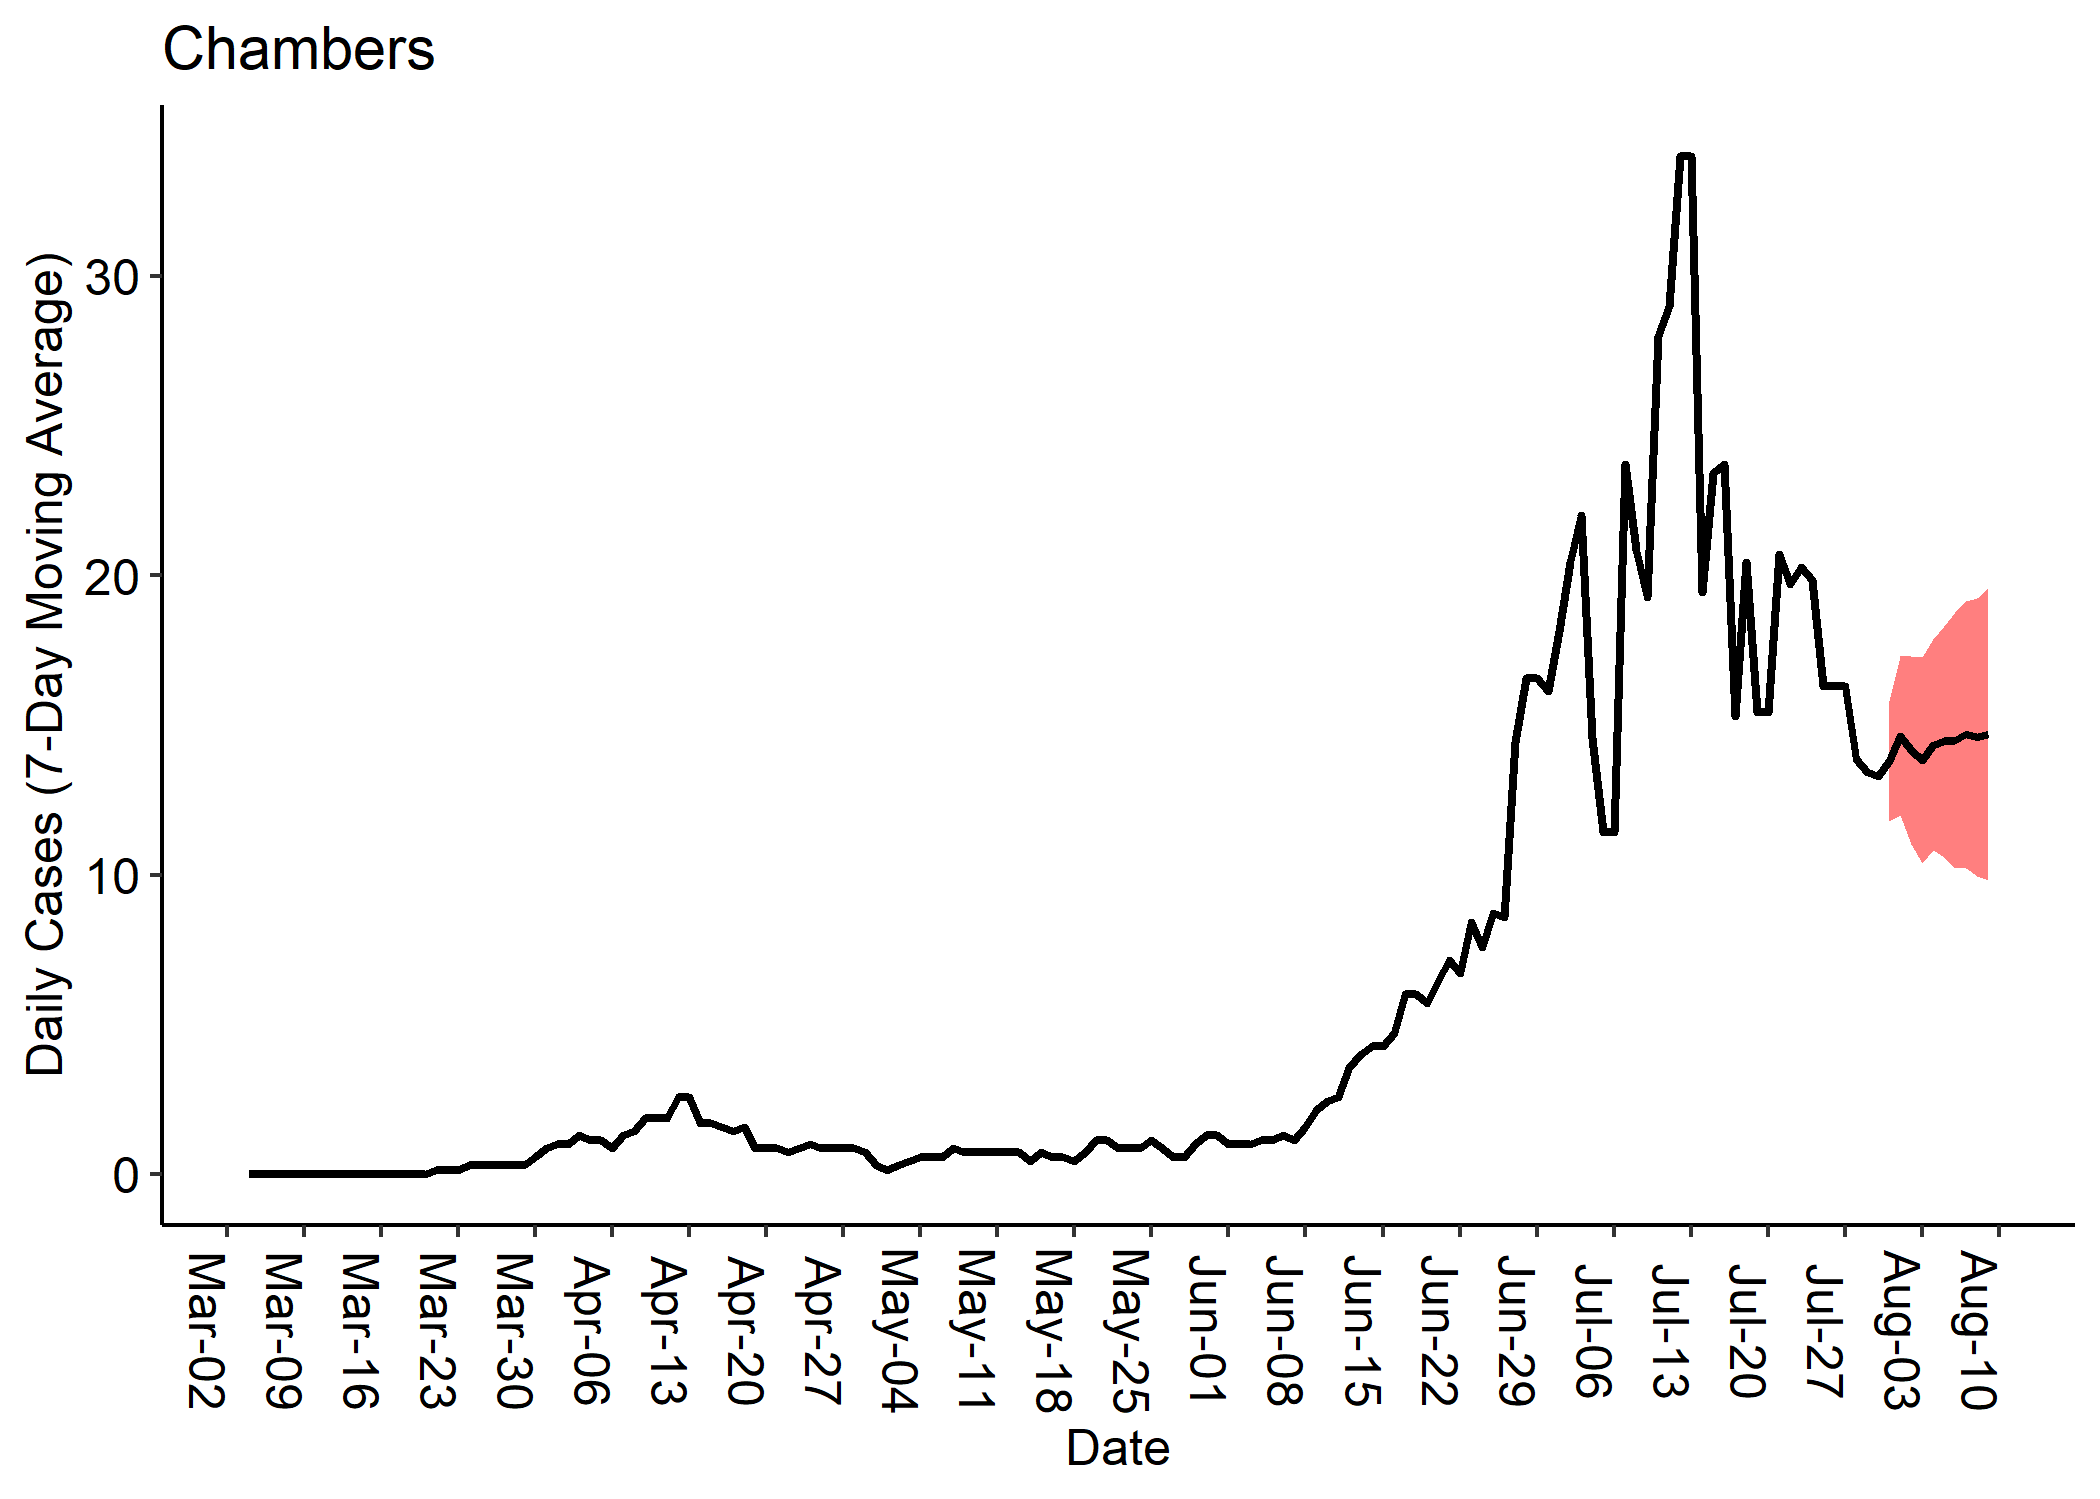 Chambers
Daily Cases (7-Day Moving Average)
30
20
10
0
Mar-02
Mar-09
Mar-16
Mar-23
Mar-30
Apr-06
Apr-13
Apr-20
Apr-27
May-04
May-11
May-18
May-25
Jun-01
Jun-08
Jun-15
Jun-22
Jun-29
Jul-06
Jul-13
Jul-20
Jul-27
Aug-03
Aug-10
Date